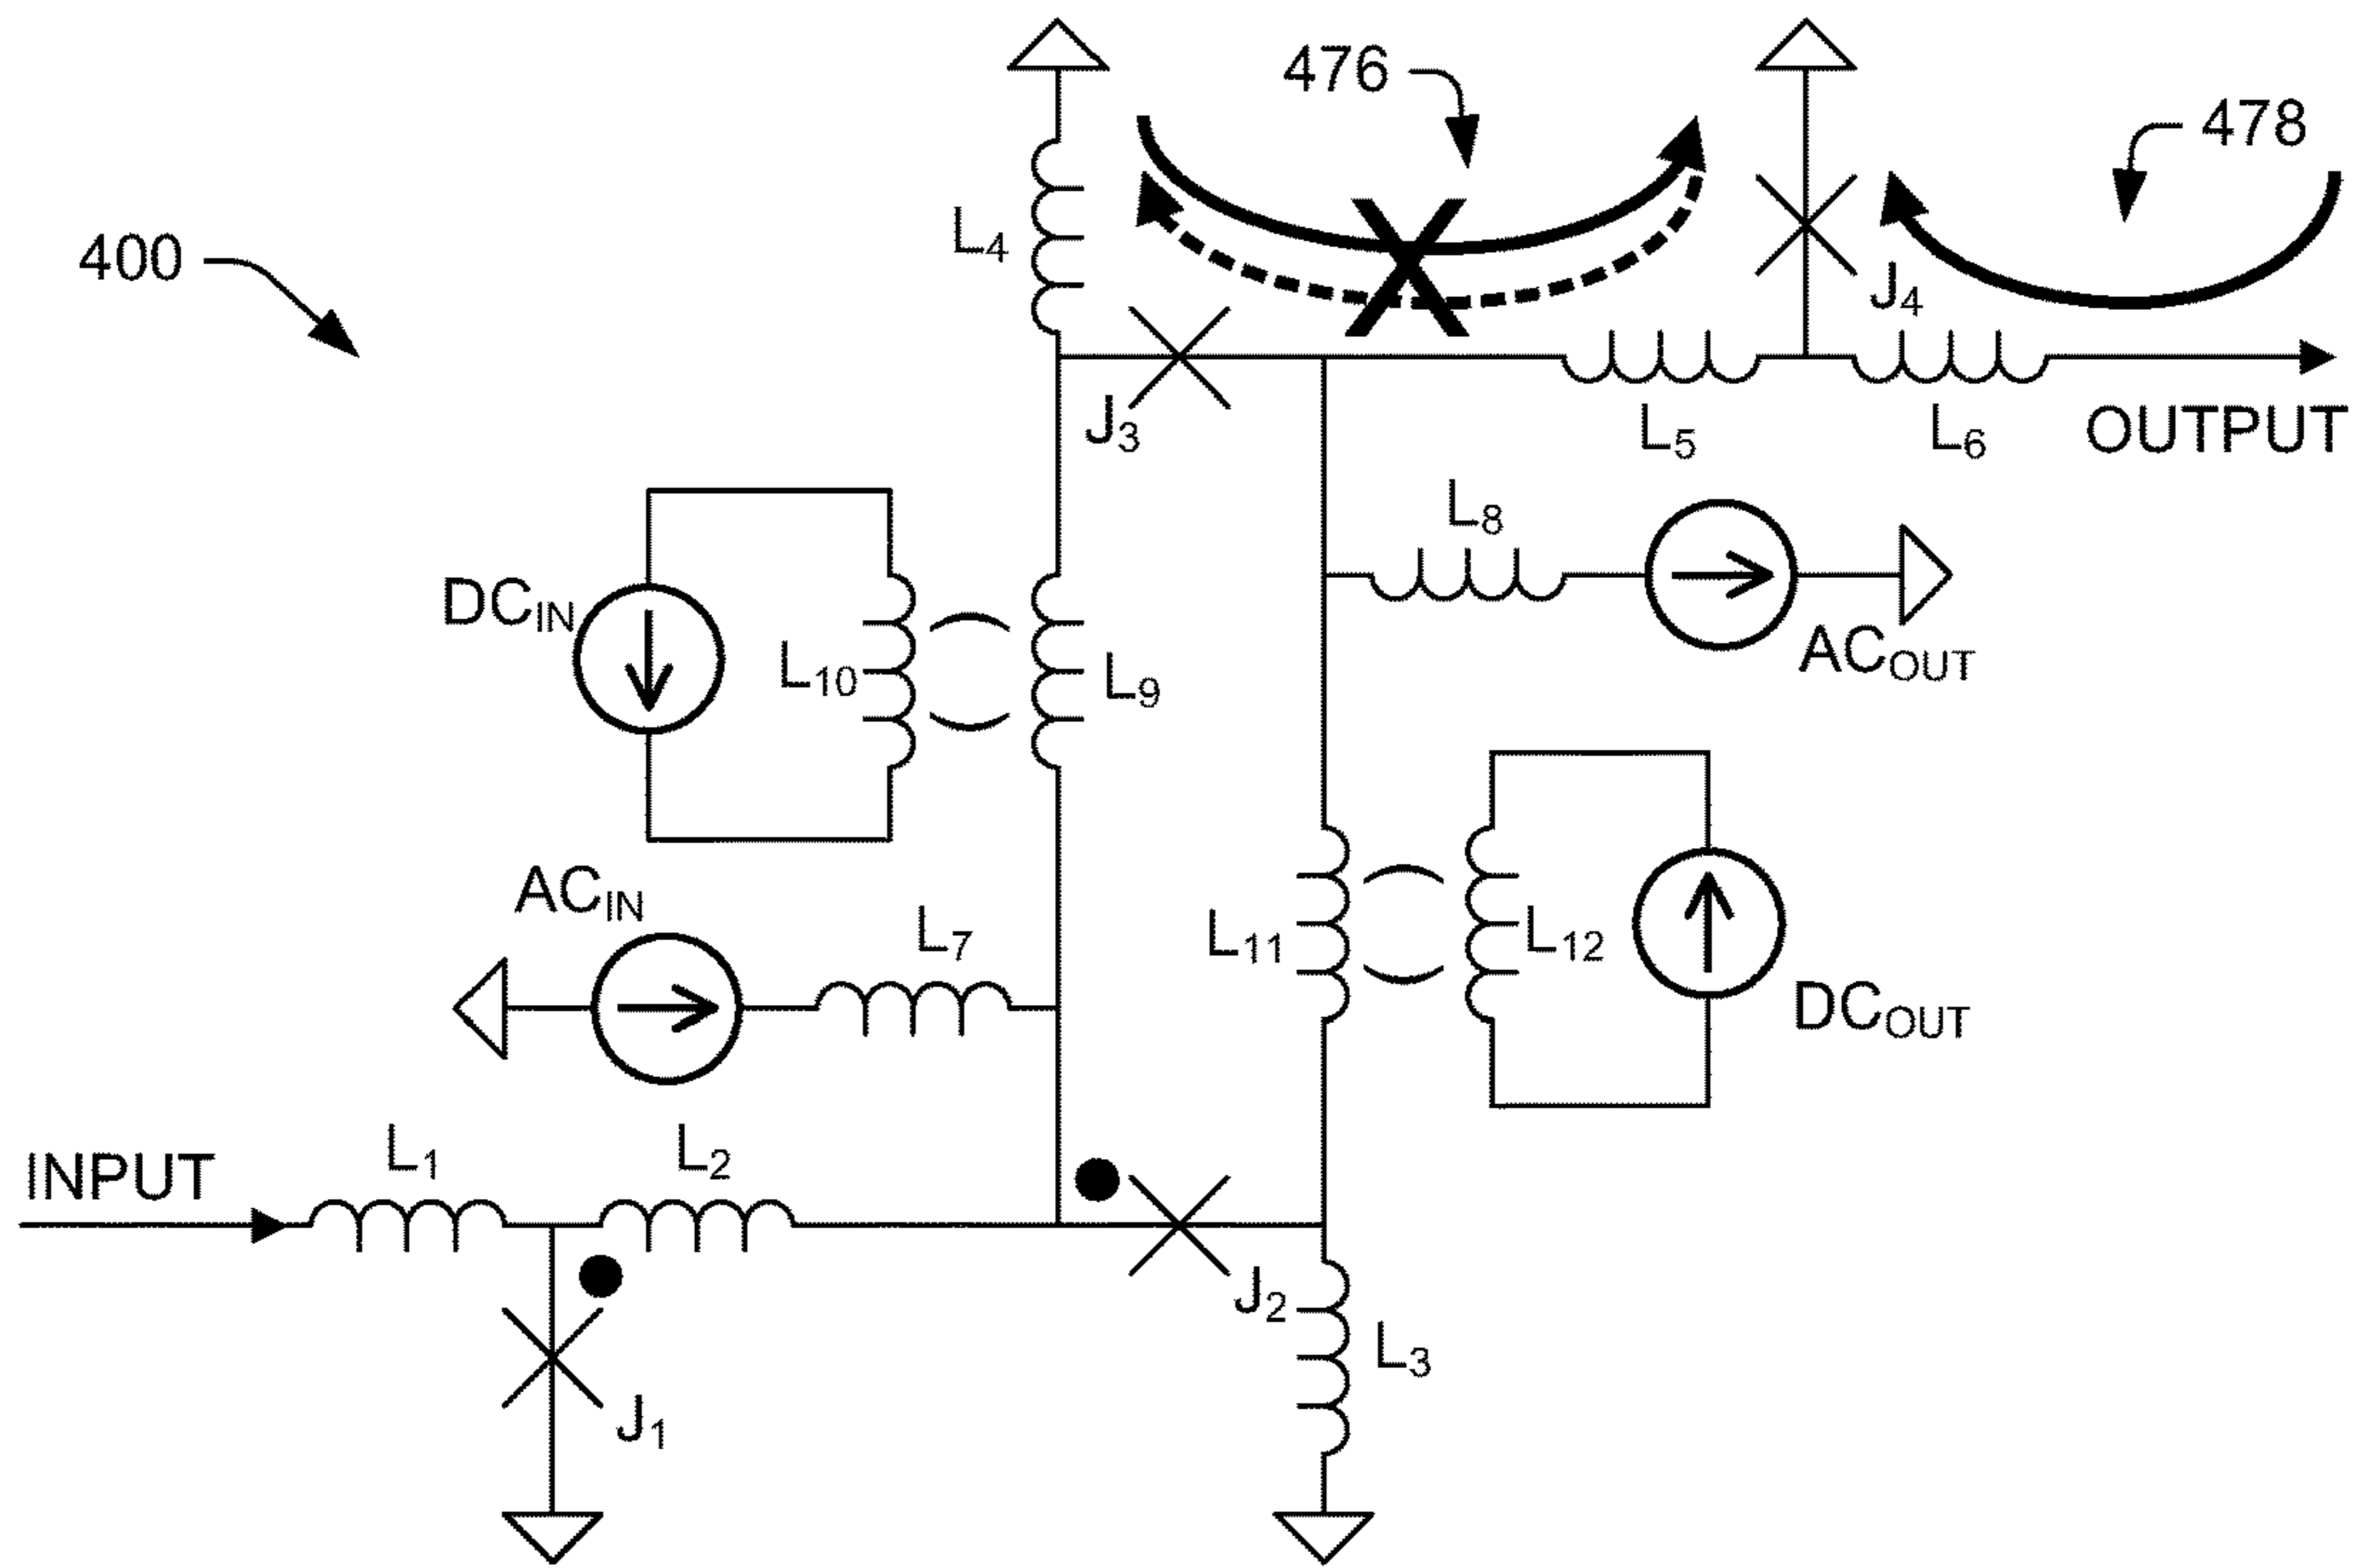 476
478
400
L4
J4
J3
L5
L6
OUTPUT
L8
DCIN
L10
L9
ACOUT
ACIN
L7
L11
L12
DCOUT
INPUT
L1
L2
J2
L3
J1